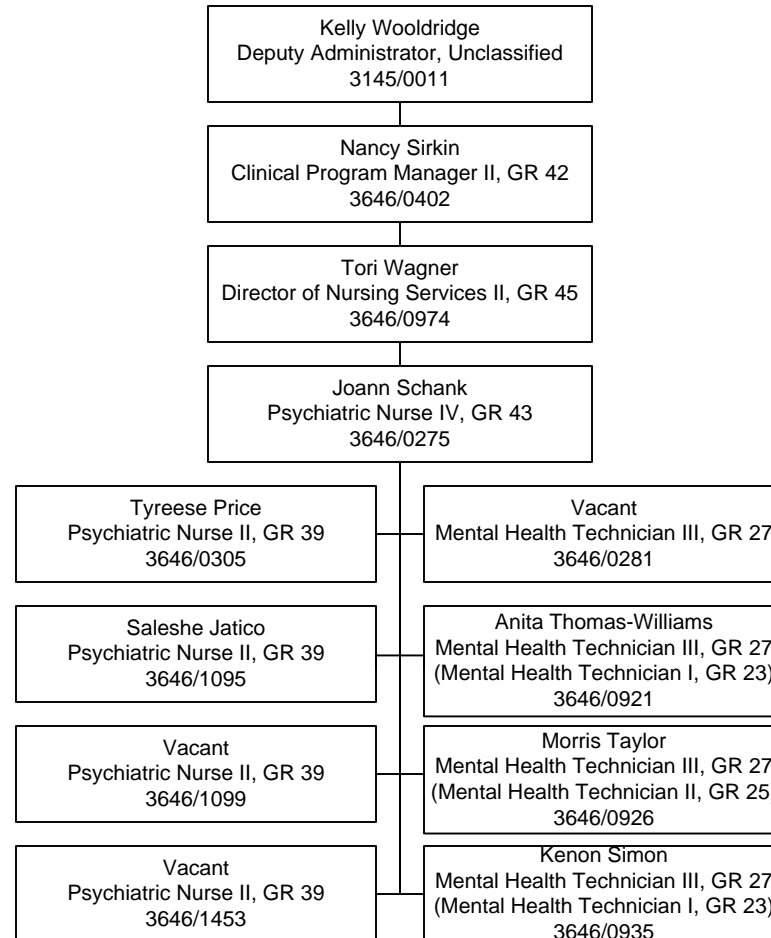 Kelly Wooldridge
Deputy Administrator, Unclassified
3145/0011
Nancy Sirkin
Clinical Program Manager II, GR 42
3646/0402
Tori Wagner
Director of Nursing Services II, GR 45
3646/0974
Joann Schank
Psychiatric Nurse IV, GR 43
3646/0275
Tyreese Price
Psychiatric Nurse II, GR 39
3646/0305
Vacant
Mental Health Technician III, GR 27
3646/0281
Saleshe Jatico
Psychiatric Nurse II, GR 39
3646/1095
Anita Thomas-Williams
Mental Health Technician III, GR 27
(Mental Health Technician I, GR 23)
3646/0921
Vacant
Psychiatric Nurse II, GR 39
3646/1099
Morris Taylor
Mental Health Technician III, GR 27
(Mental Health Technician II, GR 25
3646/0926
Vacant
Psychiatric Nurse II, GR 39
3646/1453
Kenon Simon
Mental Health Technician III, GR 27
(Mental Health Technician I, GR 23)
3646/0935